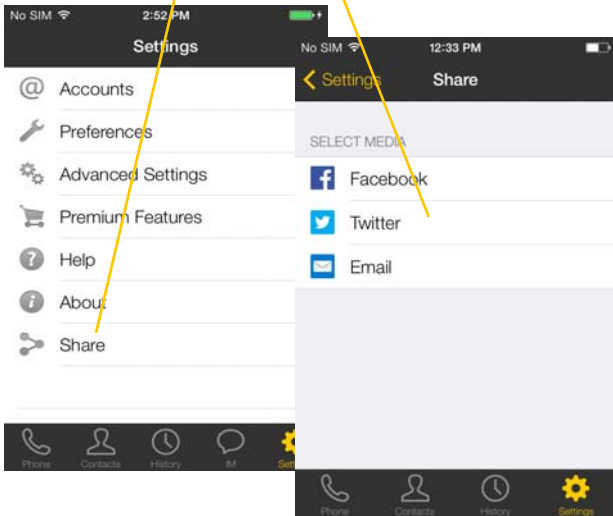 No SIM 2:52 PM
Settings
@ Accounts
Preferences
Advanced Settings
Premium Features
? Help
i About
Share
Phone Contacts History IM Sett
No SIM 12:33 PM
Settings Share
SELECT MEDIA
f Facebook
Twitter
Email
Phone Contacts History Settings